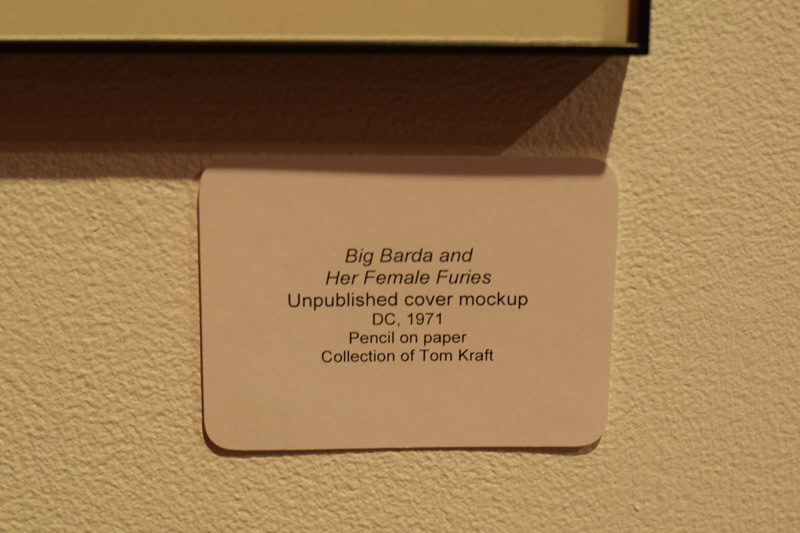 Big Barda and
Her Female Furies
Unpublished cover mockup
DC, 1971
Pencil on paper
Collection of Tom Kraft